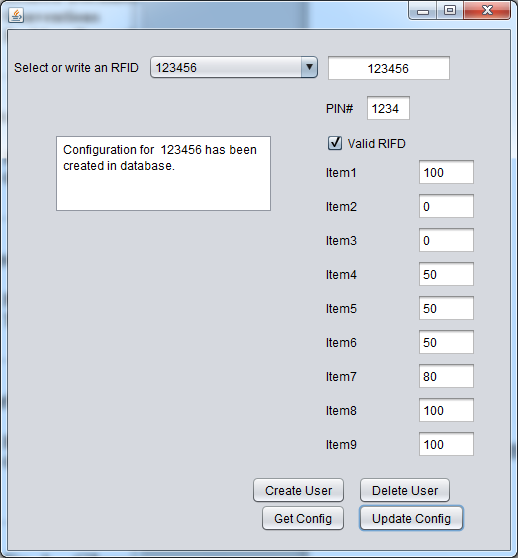 Select or write an RFID 123456 123456
PIN# 1234
Valid RIFD
Configuration for 123456 has been
created in database.
Item1 100
Item2 0
Item3 0
Item4 50
Item5 50
Item6 50
Item7 80
Item8 100
Item9 100
Create User Delete User
Get Config Update Config